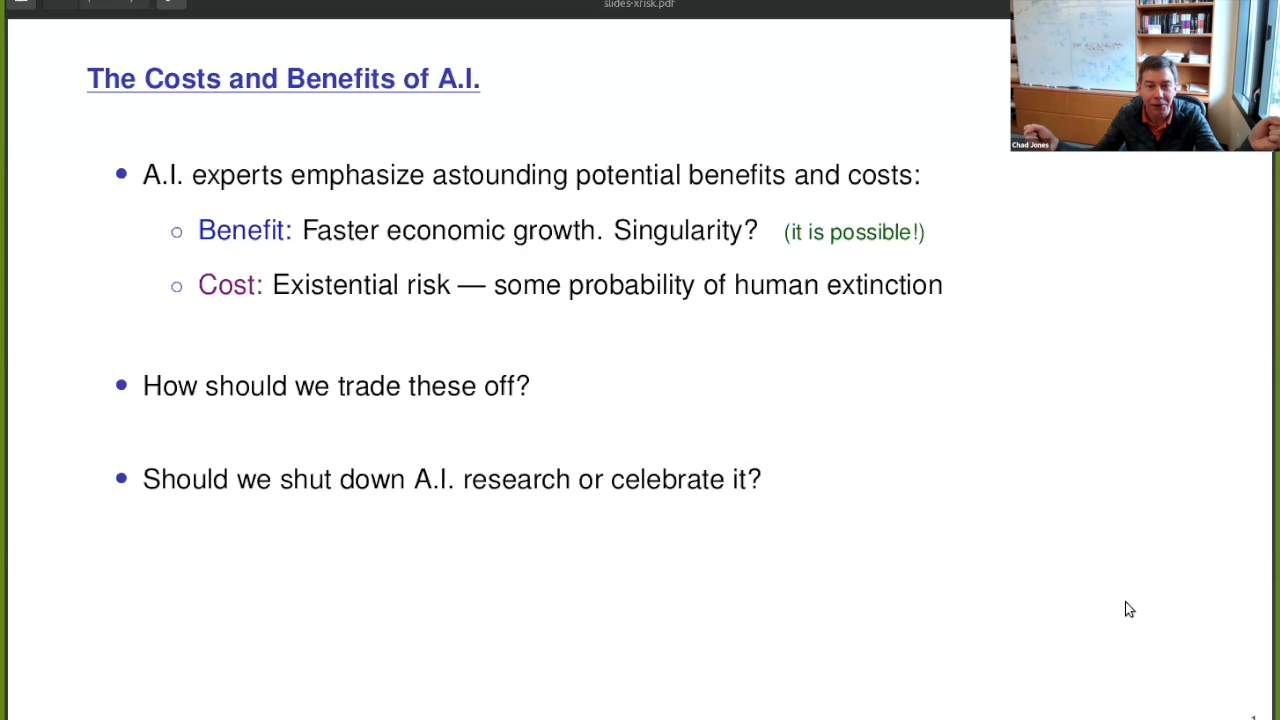 slides-xrisk.pdf
The Costs and Benefits of A.I.
Chad Jones
• A.I. experts emphasize astounding potential benefits and costs:
○ Benefit: Faster economic growth. Singularity? (it is possible!)
○ Cost: Existential risk — some probability of human extinction
• How should we trade these off?
• Should we shut down A.I. research or celebrate it?